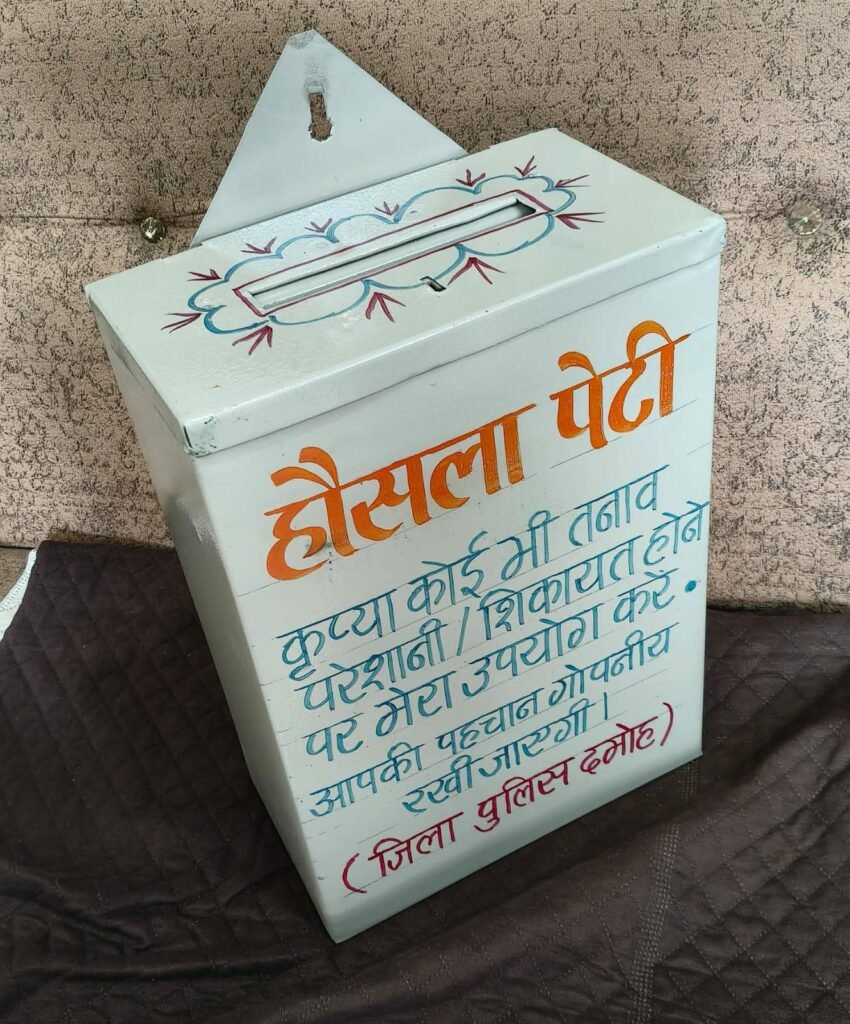 हौसला पेटी
कृप्या कोई भी तनाव
परेशानी / शिकायत होने
पर मेरा उपयोग करें.
आपकी पहचान गोपनीय
रखी जाएगी।
(जिला पुलिस दमोह)